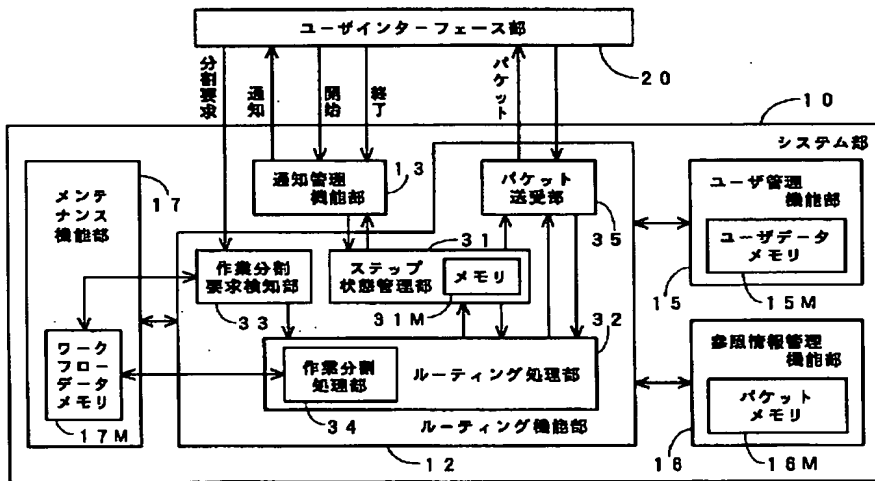 ユーザインターフェース部
20
分割要求
通知
開始
終了
パケット
10
システム部
メンテ
ナンス
機能部
17
通知管理
機能部
13
パケット
送受部
35
ユーザ管理
機能部
ユーザデータ
メモリ
15
15M
作業分割
要求検知部
33
ステップ
状態管理部
メモリ
31
31M
32
ワーク
フロー
データ
メモリ
17M
作業分割
処理部
34
ルーティング処理部
ルーティング機能部
12
参照情報管理
機能部
パケット
メモリ
16
16M